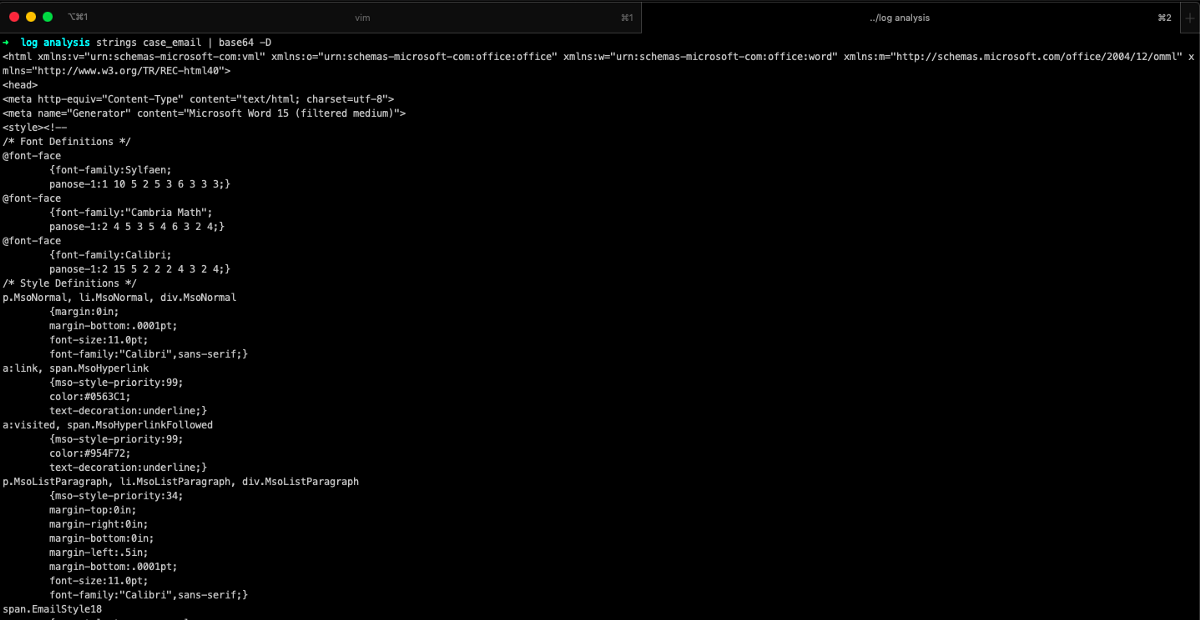 ⌥⌘1 vim ⌘1 ../log analysis ⌘2 +
➜ log analysis strings case_email | base64 -D
<html xmlns:v="urn:schemas-microsoft-com:vml" xmlns:o="urn:schemas-microsoft-com:office:office" xmlns:w="urn:schemas-microsoft-com:office:word" xmlns:m="http://schemas.microsoft.com/office/2004/12/omml" x
mlns="http://www.w3.org/TR/REC-html40">
<head>
<meta http-equiv="Content-Type" content="text/html; charset=utf-8">
<meta name="Generator" content="Microsoft Word 15 (filtered medium)">
<style><!--
/* Font Definitions */
@font-face
{font-family:Sylfaen;
panose-1:1 10 5 2 5 3 6 3 3 3;}
@font-face
{font-family:"Cambria Math";
panose-1:2 4 5 3 5 4 6 3 2 4;}
@font-face
{font-family:Calibri;
panose-1:2 15 5 2 2 2 4 3 2 4;}
/* Style Definitions */
p.MsoNormal, li.MsoNormal, div.MsoNormal
{margin:0in;
margin-bottom:.0001pt;
font-size:11.0pt;
font-family:"Calibri",sans-serif;}
a:link, span.MsoHyperlink
{mso-style-priority:99;
color:#0563C1;
text-decoration:underline;}
a:visited, span.MsoHyperlinkFollowed
{mso-style-priority:99;
color:#954F72;
text-decoration:underline;}
p.MsoListParagraph, li.MsoListParagraph, div.MsoListParagraph
{mso-style-priority:34;
margin-top:0in;
margin-right:0in;
margin-bottom:0in;
margin-left:.5in;
margin-bottom:.0001pt;
font-size:11.0pt;
font-family:"Calibri",sans-serif;}
span.EmailStyle18